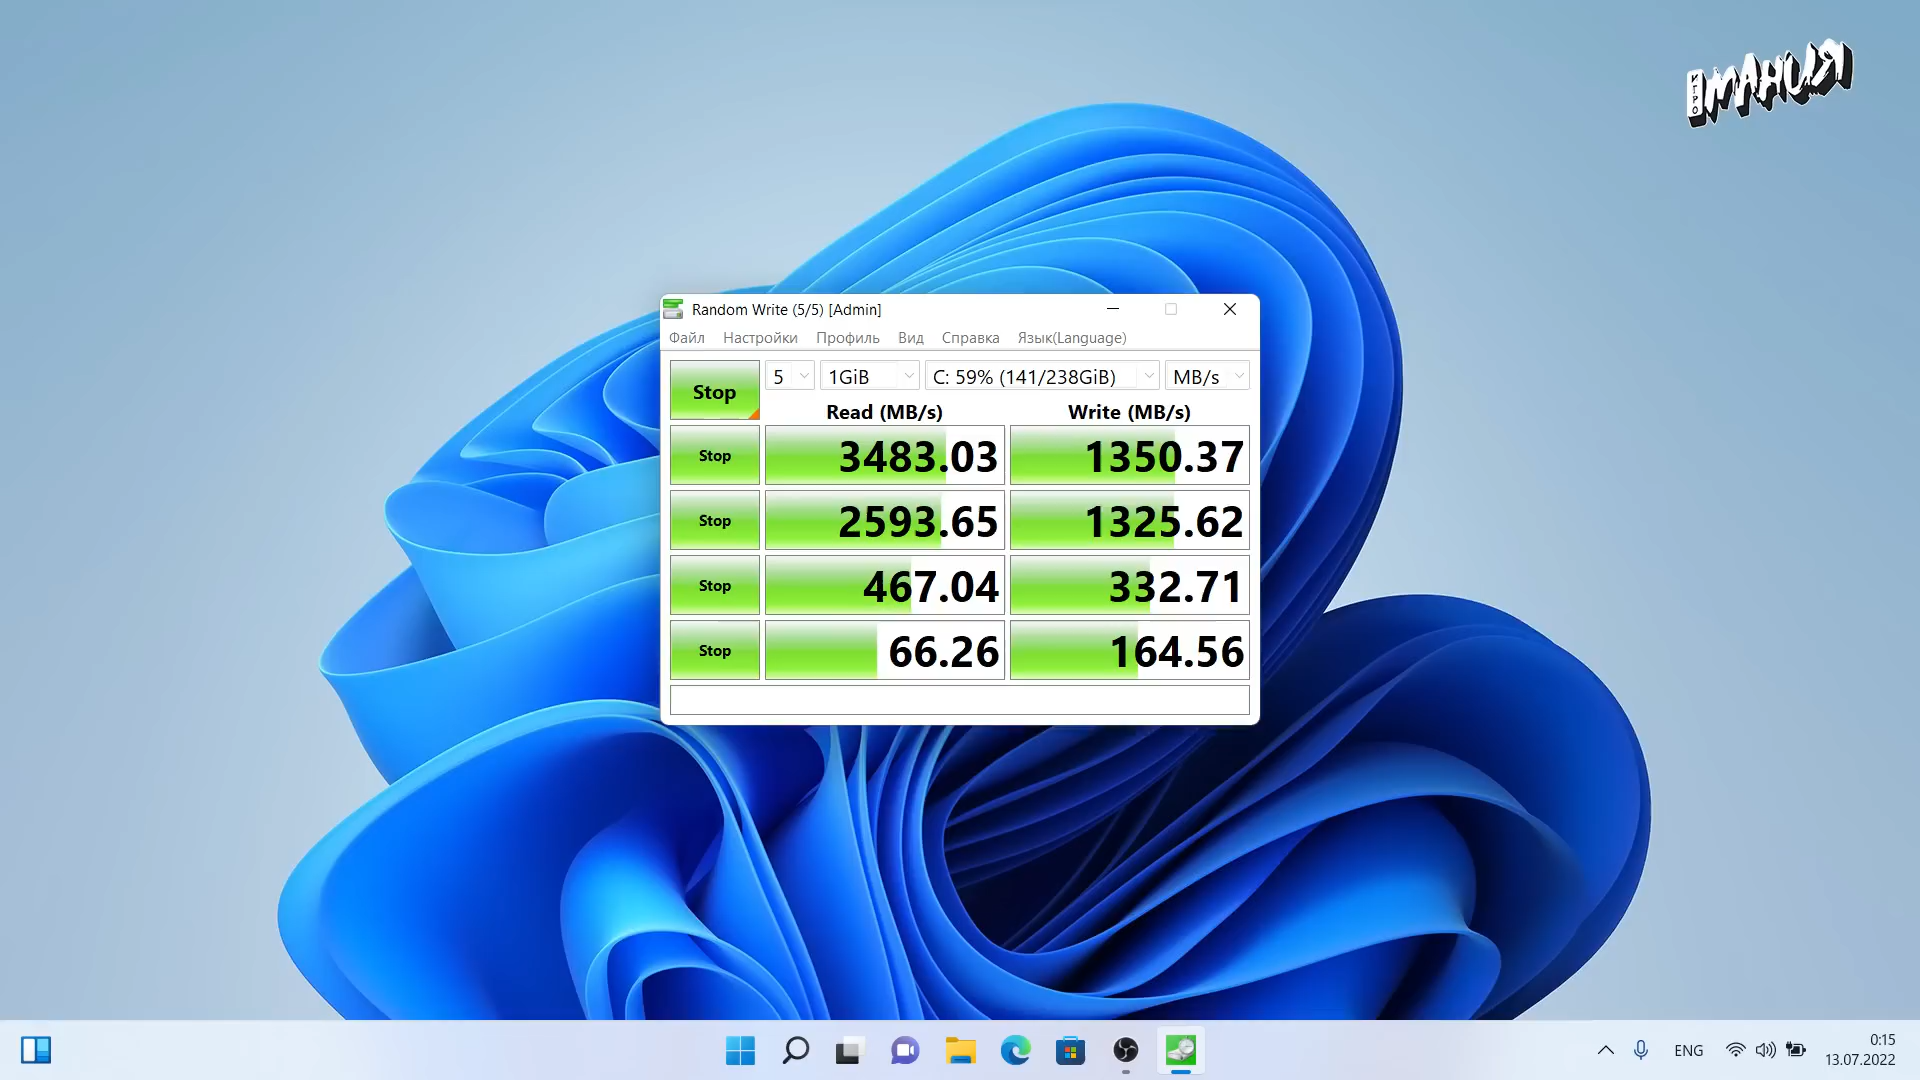 ИГРО
МАНИЯ
Random Write (5/5) [Admin]
Файл Настройки Профиль Вид Справка Язык(Language)
Stop 5 1GiB C: 59% (141/238GiB) MB/s
Read (MB/s) Write (MB/s)
Stop 3483.03 1350.37
Stop 2593.65 1325.62
Stop 467.04 332.71
Stop 66.26 164.56
ENG
0:15
13.07.2022